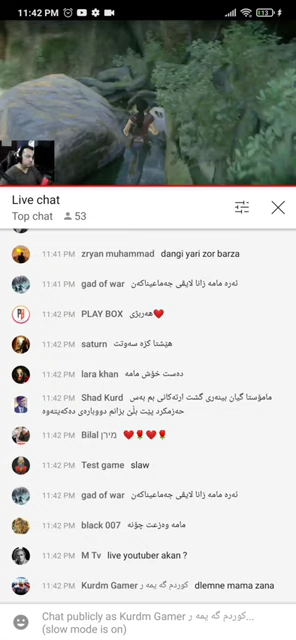 11:42 PM
113
Live chat
Top chat 53
11:41 PM zryan muhammad dangi yari zor barza
11:41 PM gad of war ئەرە مامە زانا لایقی جەماعیناکەن
11:42 PM PLAY BOX هەربژی❤️
11:42 PM saturn هێشتا کزە سەوتت
11:42 PM lara khan دەست خۆش مامە
11:42 PM Shad Kurd مامۆستا گیان بینەری گشت ارتەکانی بم بەس
حەزمکرد پێت بڵێ بزانم دووبارەی دەکەیتەوە
11:42 PM Bilal מירן ❤️🌹❤️🌹
11:42 PM Test game slaw
11:42 PM gad of war ئەرە مامە زانا لایقی جەماعیناکەن
11:42 PM black 007 مامە وەزعت چۆنە
11:42 PM M Tv live youtuber akan ?
11:42 PM Kurdm Gamer کوردم گە یمە ر dlemne mama zana
Chat publicly as Kurdm Gamer کوردم گە یمە ر...
(slow mode is on)